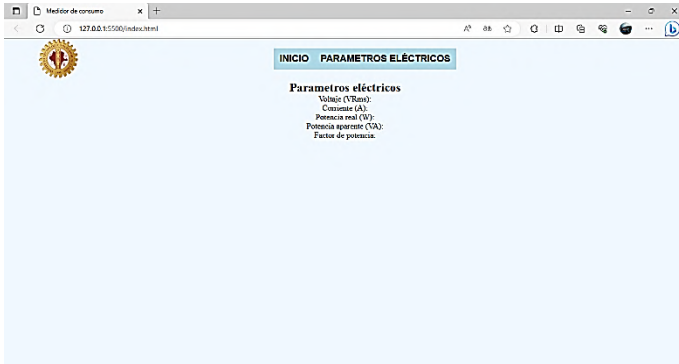 Medidor de consumo
127.0.0.1:5500/index.html
INICIO PARAMETROS ELÉCTRICOS
Parametros eléctricos
Voltaje (VRms):
Corriente (A):
Potencia real (W):
Potencia aparente (VA):
Factor de potencia: